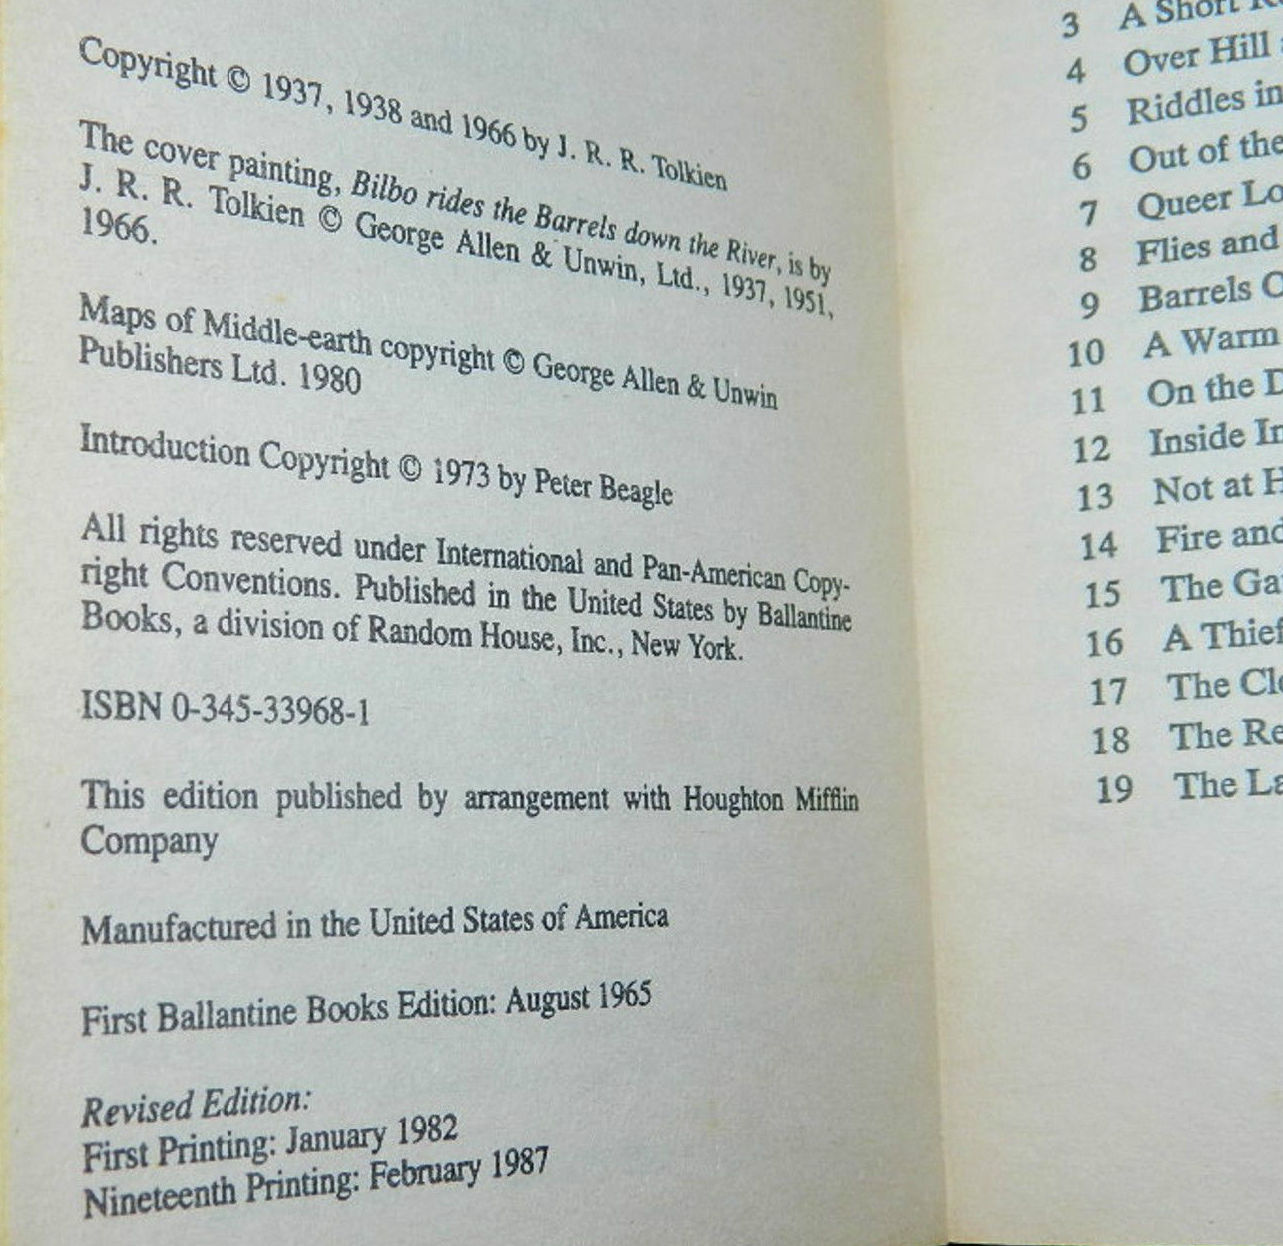 Copyright © 1937, 1938 and 1966 by J. R. R. Tolkien
The cover painting, Bilbo rides the Barrels down the River, is by
J. R. R. Tolkien © George Allen & Unwin, Ltd., 1937, 1951,
1966.
Maps of Middle-earth copyright © George Allen & Unwin
Publishers Ltd. 1980
Introduction Copyright © 1973 by Peter Beagle
All rights reserved under International and Pan-American Copy-
right Conventions. Published in the United States by Ballantine
Books, a division of Random House, Inc., New York.
ISBN 0-345-33968-1
This edition published by arrangement with Houghton Mifflin
Company
Manufactured in the United States of America
First Ballantine Books Edition: August 1965
Revised Edition:
First Printing: January 1982
Nineteenth Printing: February 1987
3 A Short
4 Over Hill
5 Riddles in
6 Out of the
7 Queer
8 Flies and
9 Barrels
10 A Warm
11 On the
12 Inside
13 Not at
14 Fire and
15 The
16 A Thief
17 The
18 The
19 The